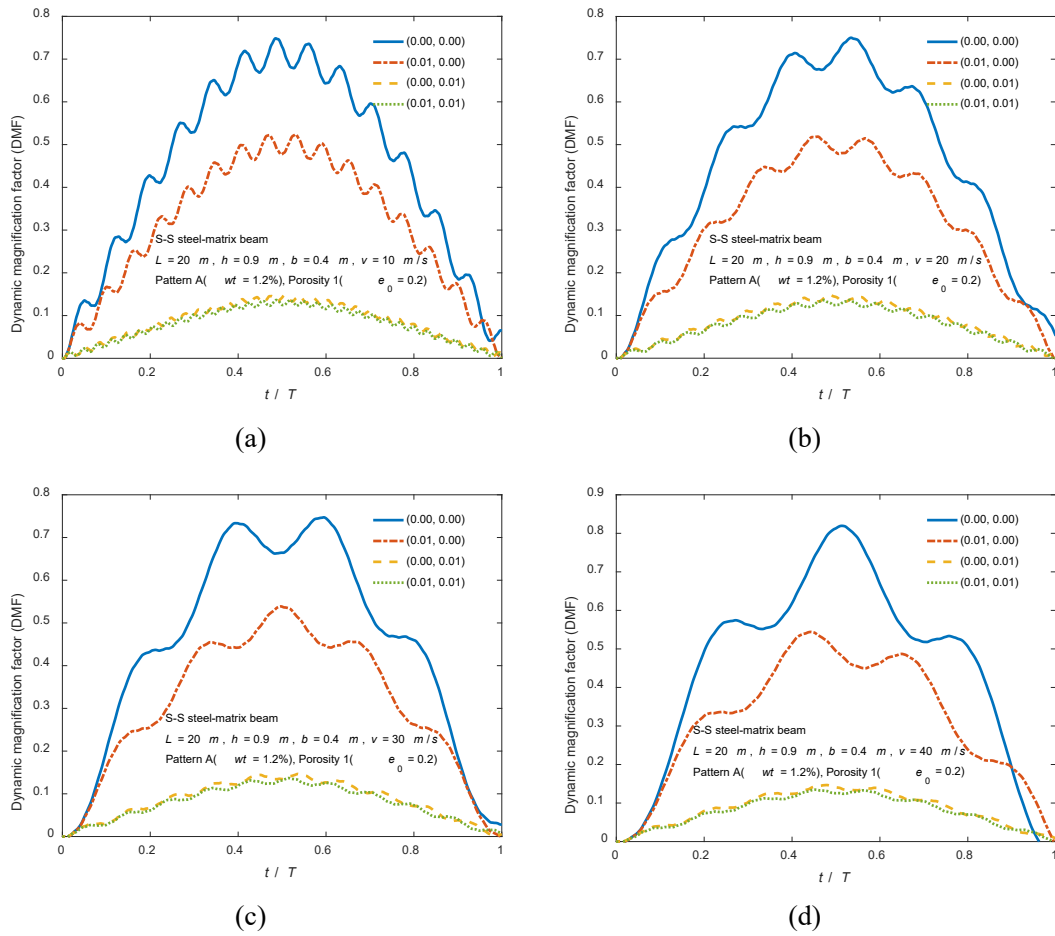 0.8
0.7
0.6
0.5
0.4
0.3
0.2
0.1
0
Dynamic magnification factor (DMF)
(0.00, 0.00)
(0.01, 0.00)
(0.00, 0.01)
(0.01, 0.01)
S-S steel-matrix beam
L = 20 m , h = 0.9 m , b = 0.4 m , v = 10 m/s
Pattern A( wt = 1.2%), Porosity 1( e0 = 0.2)
0 0.2 0.4 0.6 0.8 1
t / T
(a)
0.8
0.7
0.6
0.5
0.4
0.3
0.2
0.1
0
Dynamic magnification factor (DMF)
(0.00, 0.00)
(0.01, 0.00)
(0.00, 0.01)
(0.01, 0.01)
S-S steel-matrix beam
L = 20 m , h = 0.9 m , b = 0.4 m , v = 20 m/s
Pattern A( wt = 1.2%), Porosity 1( e0 = 0.2)
0 0.2 0.4 0.6 0.8 1
t / T
(b)
0.8
0.7
0.6
0.5
0.4
0.3
0.2
0.1
0
Dynamic magnification factor (DMF)
(0.00, 0.00)
(0.01, 0.00)
(0.00, 0.01)
(0.01, 0.01)
S-S steel-matrix beam
L = 20 m , h = 0.9 m , b = 0.4 m , v = 30 m/s
Pattern A( wt = 1.2%), Porosity 1( e0 = 0.2)
0 0.2 0.4 0.6 0.8 1
t / T
(c)
0.9
0.8
0.7
0.6
0.5
0.4
0.3
0.2
0.1
0
Dynamic magnification factor (DMF)
(0.00, 0.00)
(0.01, 0.00)
(0.00, 0.01)
(0.01, 0.01)
S-S steel-matrix beam
L = 20 m , h = 0.9 m , b = 0.4 m , v = 40 m/s
Pattern A( wt = 1.2%), Porosity 1( e0 = 0.2)
0 0.2 0.4 0.6 0.8 1
t / T
(d)